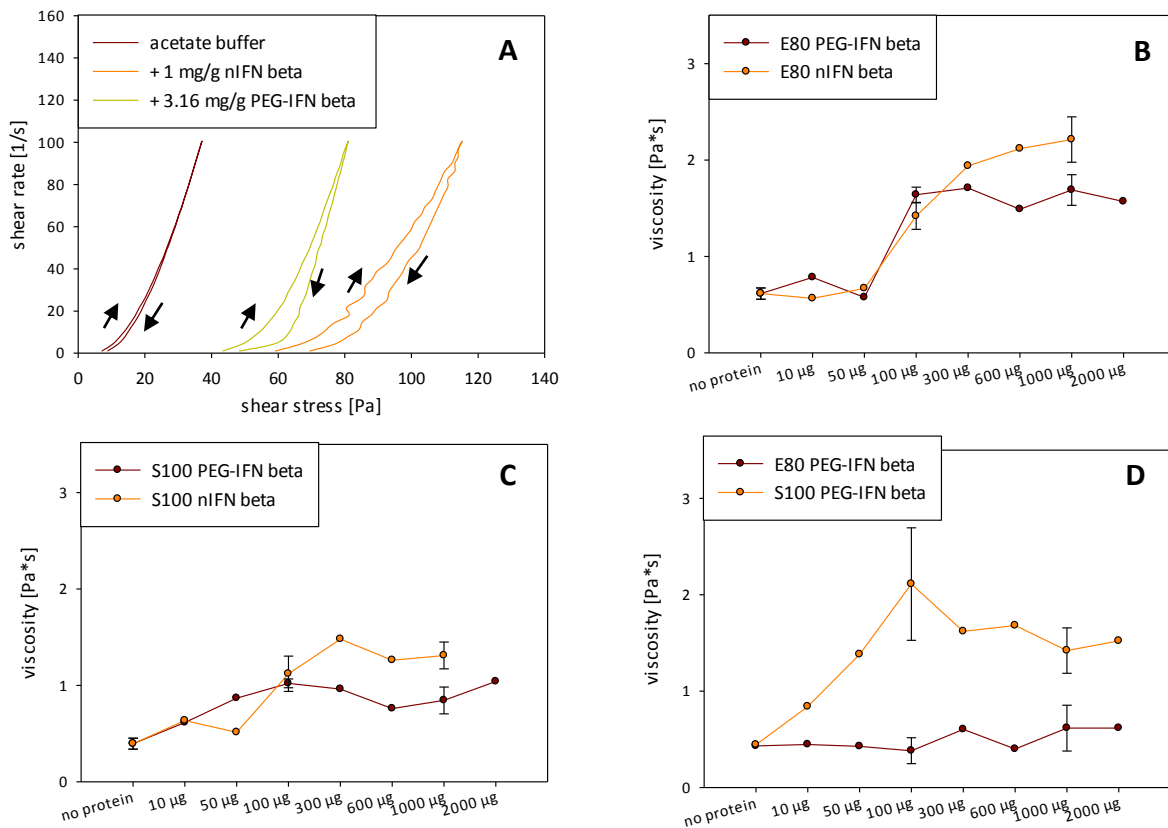 A
acetate buffer
+ 1 mg/g nIFN beta
+ 3.16 mg/g PEG-IFN beta
shear rate [1/s]
160
140
120
100
80
60
40
20
0
0 20 40 60 80 100 120 140
shear stress [Pa]
B
E80 PEG-IFN beta
E80 nIFN beta
viscosity [Pa*s]
3
2
1
0
no protein 10 µg 50 µg 100 µg 300 µg 600 µg 1000 µg 2000 µg
C
S100 PEG-IFN beta
S100 nIFN beta
viscosity [Pa*s]
3
2
1
0
no protein 10 µg 50 µg 100 µg 300 µg 600 µg 1000 µg 2000 µg
D
E80 PEG-IFN beta
S100 PEG-IFN beta
viscosity [Pa*s]
3
2
1
0
no protein 10 µg 50 µg 100 µg 300 µg 600 µg 1000 µg 2000 µg